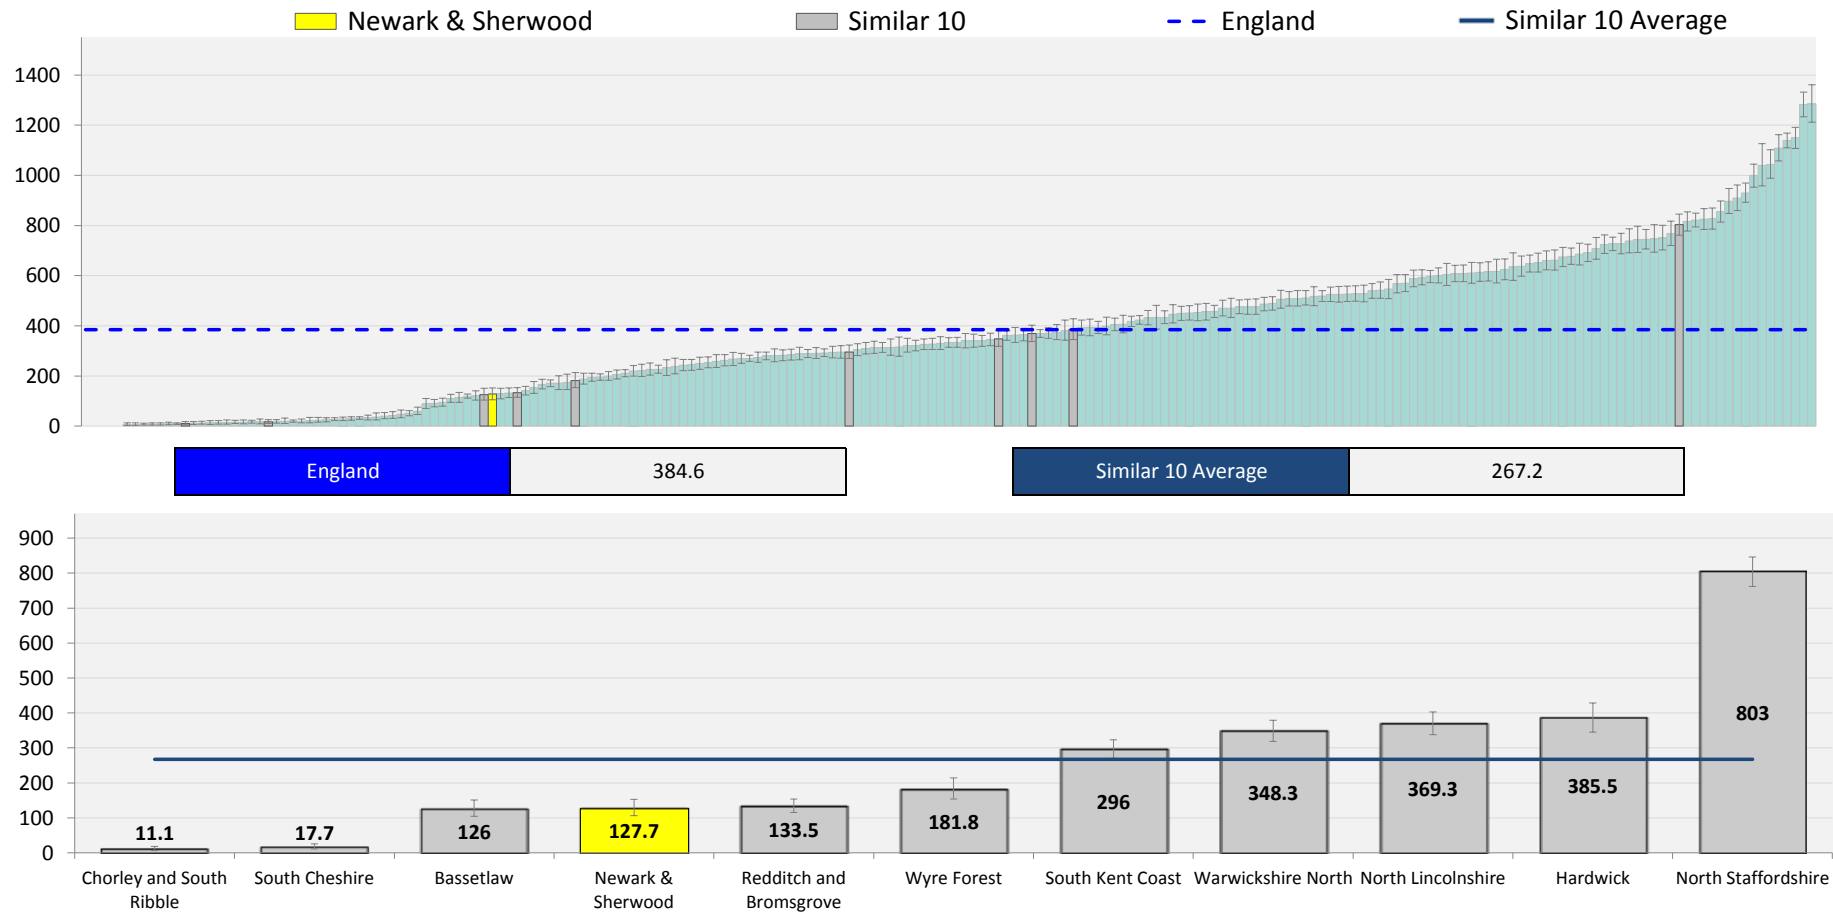 Newark & Sherwood Similar 10 England Similar 10 Average
1400
1200
1000
800
600
400
200
0
England 384.6 Similar 10 Average 267.2
900
800
700
600
500
400
300
200
100
0
11.1 17.7 126 127.7 133.5 181.8 296 348.3 369.3 385.5 803
Chorley and South Ribble
South Cheshire
Bassetlaw
Newark & Sherwood
Redditch and Bromsgrove
Wyre Forest
South Kent Coast
Warwickshire North
North Lincolnshire
Hardwick
North Staffordshire